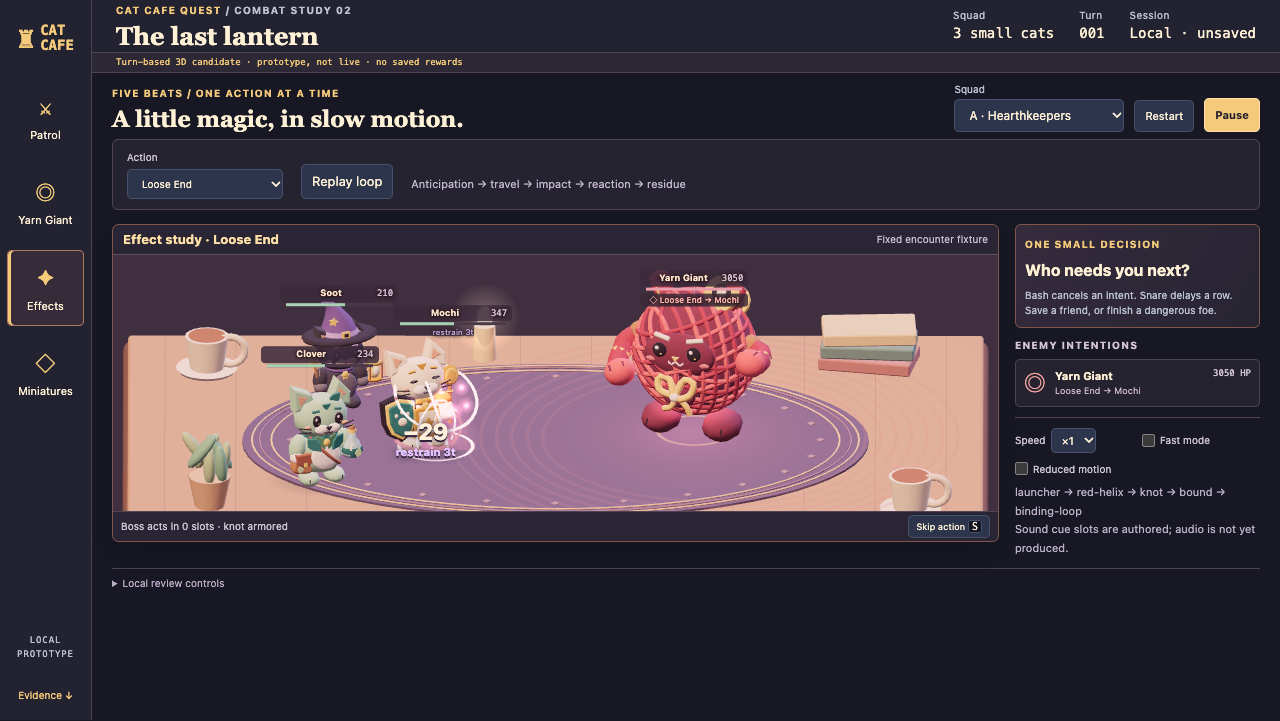 CAT
CAFE
Patrol
Yarn Giant
Effects
Miniatures
LOCAL
PROTOTYPE
Evidence ↓
CAT CAFE QUEST / COMBAT STUDY 02
The last lantern
Squad
3 small cats
Turn
001
Session
Local · unsaved
Turn-based 3D candidate · prototype, not live · no saved rewards
FIVE BEATS / ONE ACTION AT A TIME
A little magic, in slow motion.
Squad
A · Hearthkeepers
Restart
Pause
Action
Loose End
Replay loop
Anticipation → travel → impact → reaction → residue
Effect study · Loose End
Fixed encounter fixture
Yarn Giant 3050
◇ Loose End → Mochi
Soot 210
Mochi 347
restrain 3t
Clover 234
−29
restrain 3t
Boss acts in 0 slots · knot armored
Skip action S
ONE SMALL DECISION
Who needs you next?
Bash cancels an intent. Snare delays a row.
Save a friend, or finish a dangerous foe.
ENEMY INTENTIONS
Yarn Giant 3050 HP
Loose End → Mochi
Speed ×1 Fast mode
Reduced motion
launcher → red-helix → knot → bound →
binding-loop
Sound cue slots are authored; audio is not yet
produced.
Local review controls